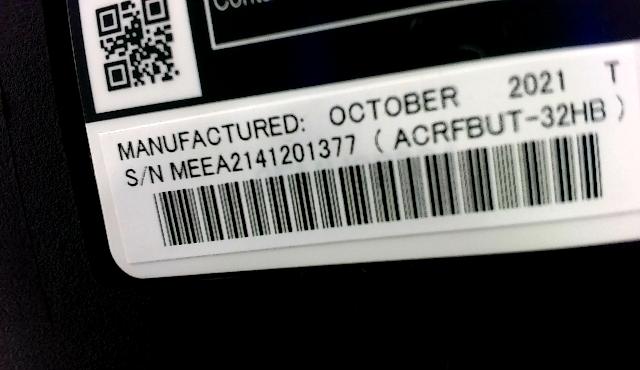 MANUFACTURED: OCTOBER 2021 T
S/N MEEA2141201377 ( ACRFBUT-32HB )